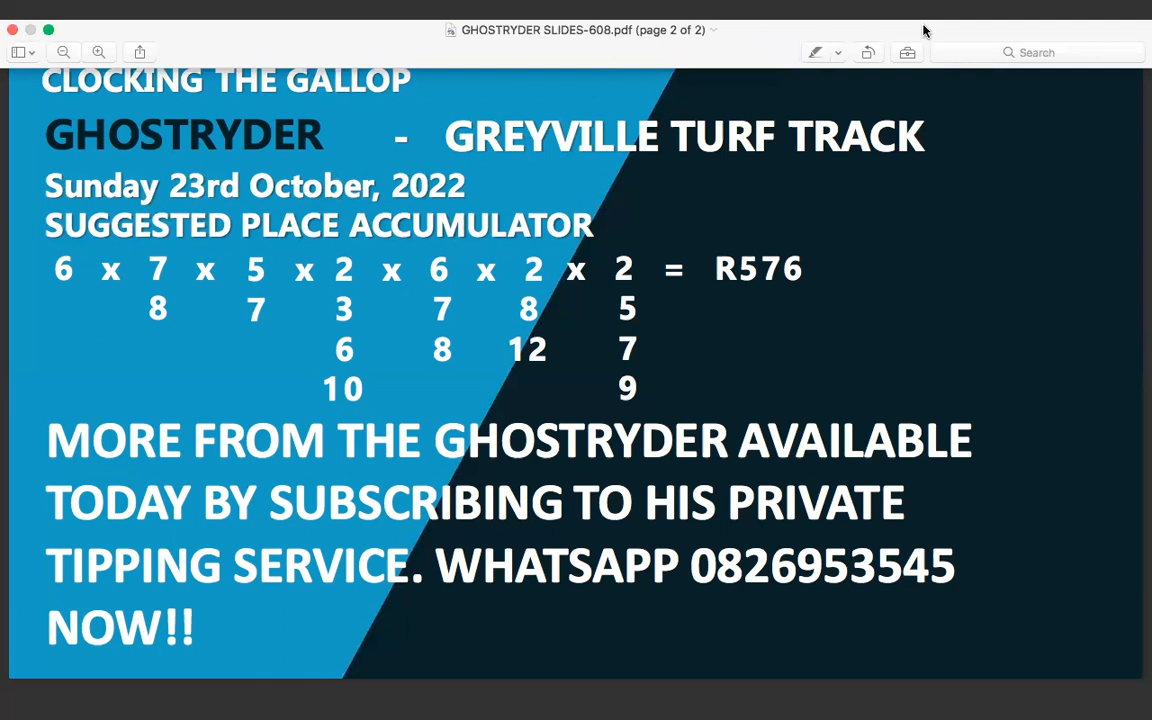 GHOSTRYDER SLIDES-608.pdf (page 2 of 2)
Search
CLOCKING THE GALLOP
GHOSTRYDER - GREYVILLE TURF TRACK
Sunday 23rd October, 2022
SUGGESTED PLACE ACCUMULATOR
6 x 7 x 5 x 2 x 6 x 2 x 2 = R576
8 7 3 7 8 5
6 8 12 7
10 9
MORE FROM THE GHOSTRYDER AVAILABLE
TODAY BY SUBSCRIBING TO HIS PRIVATE
TIPPING SERVICE. WHATSAPP 0826953545
NOW!!